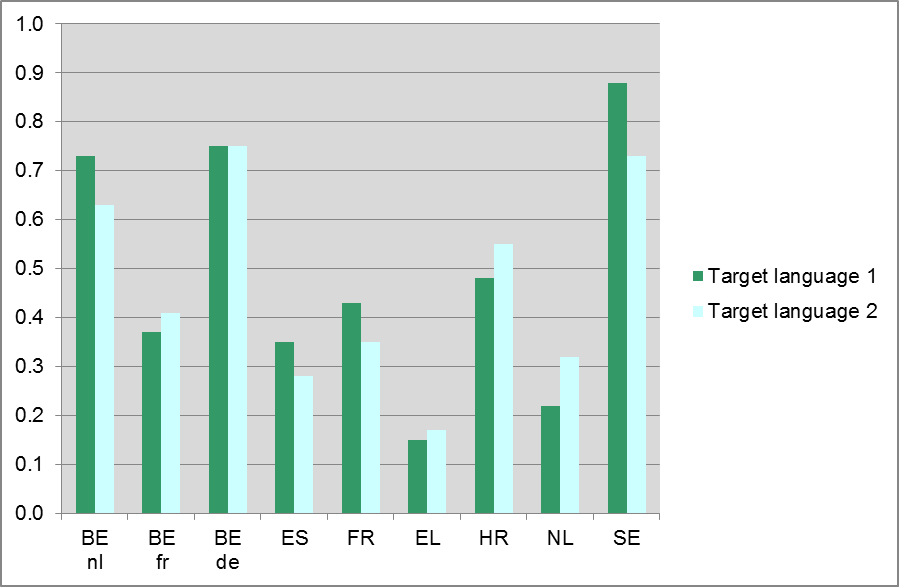 1.0
0.9
0.8
0.7
0.6
0.5
0.4
0.3
0.2
0.1
0.0
BE BE BE ES FR EL HR NL SE
nl fr de
Target language 1
Target language 2